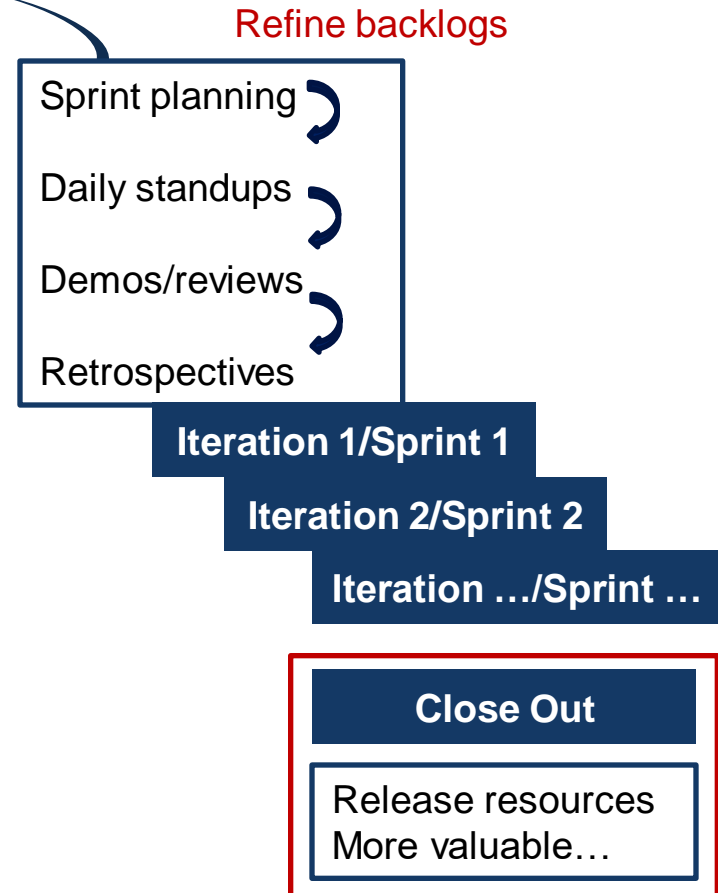 Refine backlogs
Sprint planning
Daily standups
Demos/reviews
Retrospectives
Iteration 1/Sprint 1
Iteration 2/Sprint 2
Iteration …/Sprint …
Close Out
Release resources
More valuable…